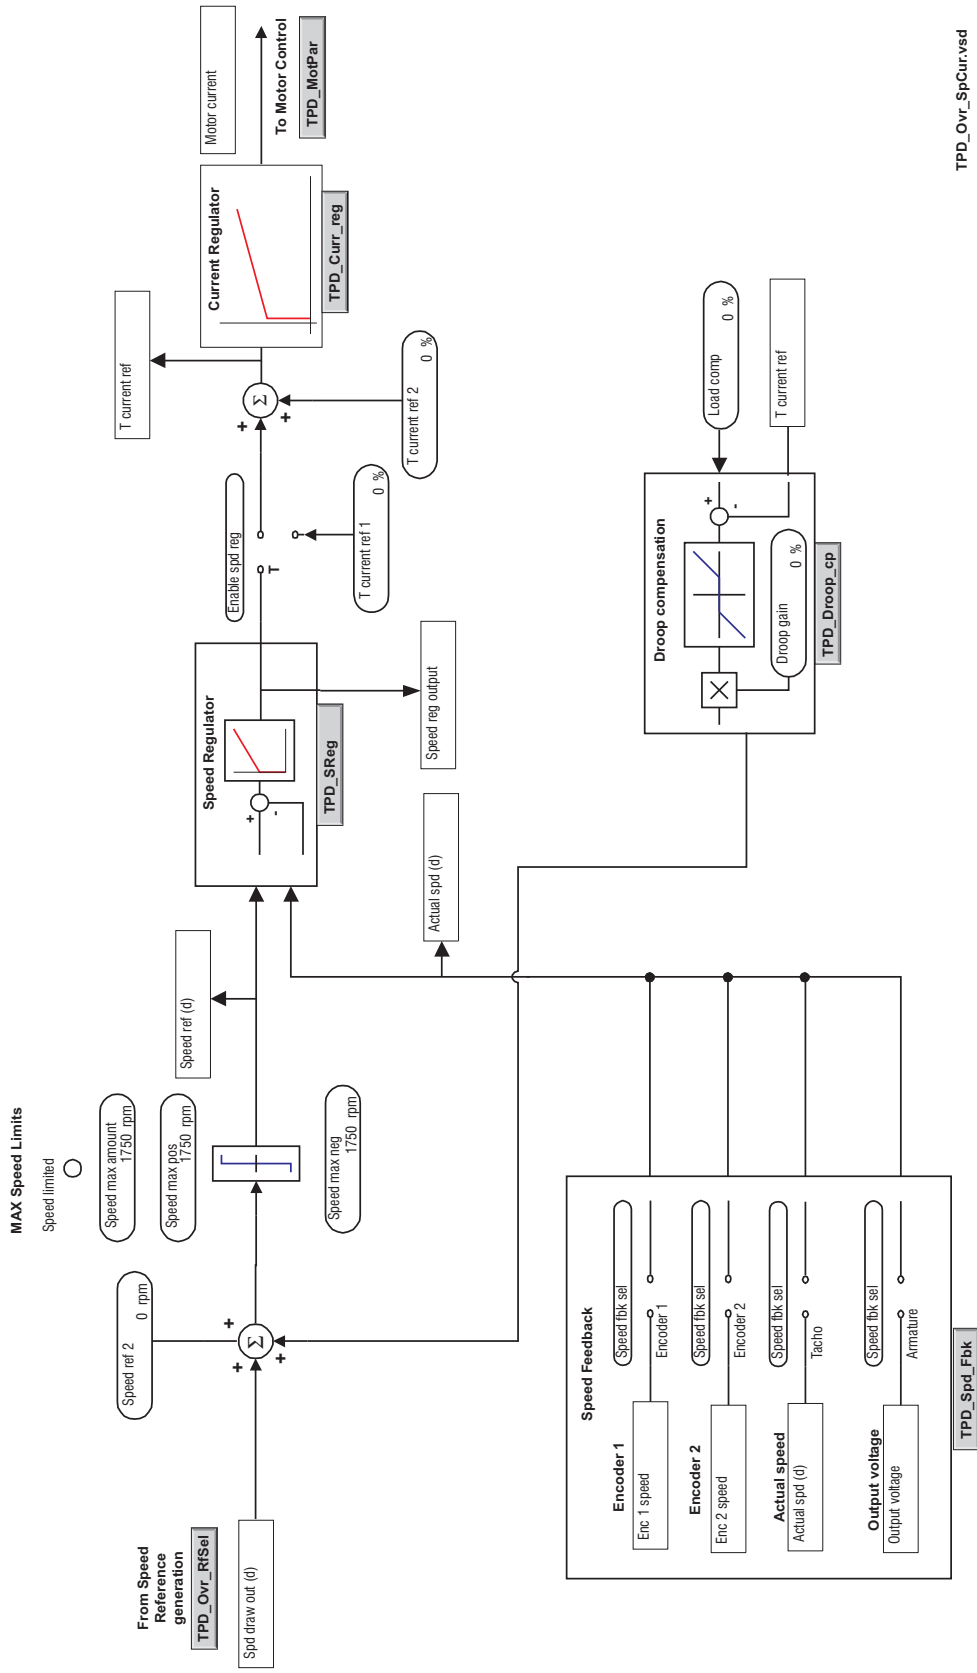 MAX Speed Limits
Speed limited
Speed max amount
1750 rpm
Speed max pos
1750 rpm
Speed max neg
1750 rpm
Speed ref 2
0 rpm
+
+
+
Σ
From Speed
Reference
generation
TPD_Ovr_RfSel
Spd draw out (d)
Speed ref (d)
Speed Regulator
+
-
TPD_SReg
Speed reg output
Actual spd (d)
Enable spd reg
T
T current ref 1
0 %
T current ref 2
0 %
+
+
Σ
T current ref
Current Regulator
TPD_Curr_reg
Motor current
To Motor Control
TPD_MotPar
Droop compensation
+
-
Load comp
0 %
T current ref
Droop gain
0 %
TPD_Droop_cp
Speed Feedback
Encoder 1
Enc 1 speed
Speed fbk sel
Encoder 1
Encoder 2
Enc 2 speed
Speed fbk sel
Encoder 2
Actual speed
Actual spd (d)
Speed fbk sel
Tacho
Output voltage
Output voltage
Speed fbk sel
Armature
TPD_Spd_Fbk
TPD_Ovr_SpCur.vsd